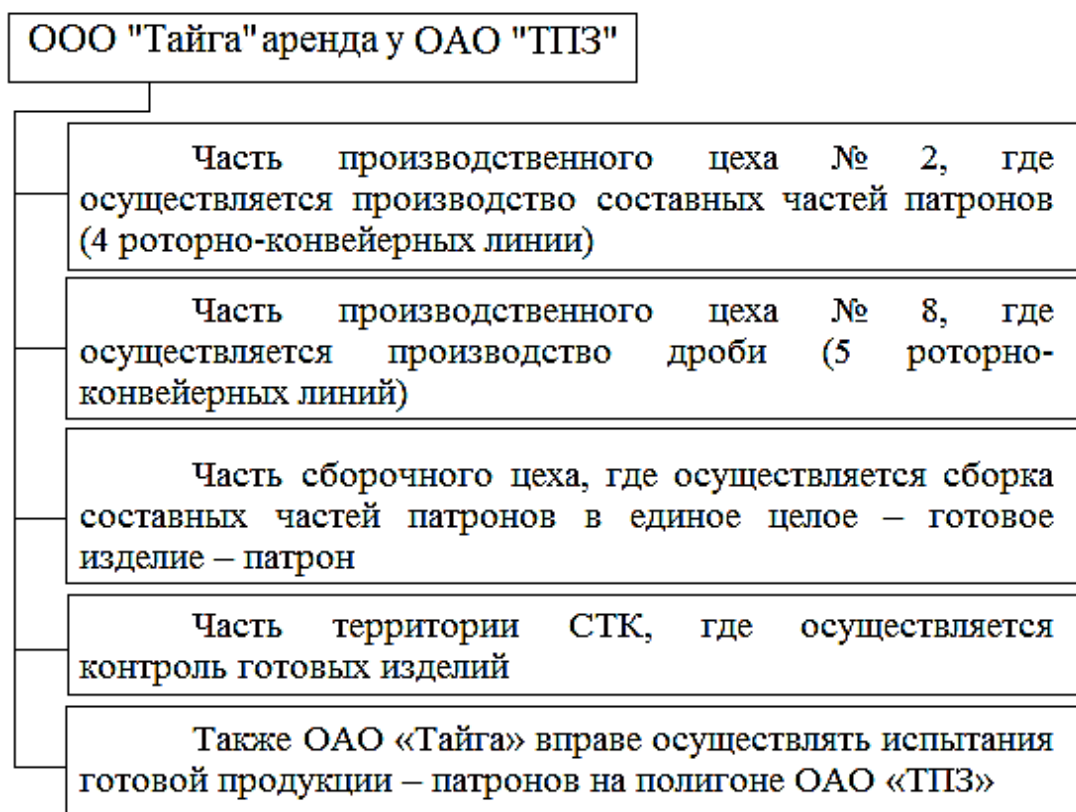 ООО "Тайга" аренда у ОАО "ТПЗ"
Часть производственного цеха № 2, где
осуществляется производство составных частей патронов
(4 роторно-конвейерных линии)
Часть производственного цеха № 8, где
осуществляется производство дроби (5 роторно-
конвейерных линий)
Часть сборочного цеха, где осуществляется сборка
составных частей патронов в единое целое – готовое
изделие – патрон
Часть территории СТК, где осуществляется
контроль готовых изделий
Также ОАО «Тайга» вправе осуществлять испытания
готовой продукции – патронов на полигоне ОАО «ТПЗ»